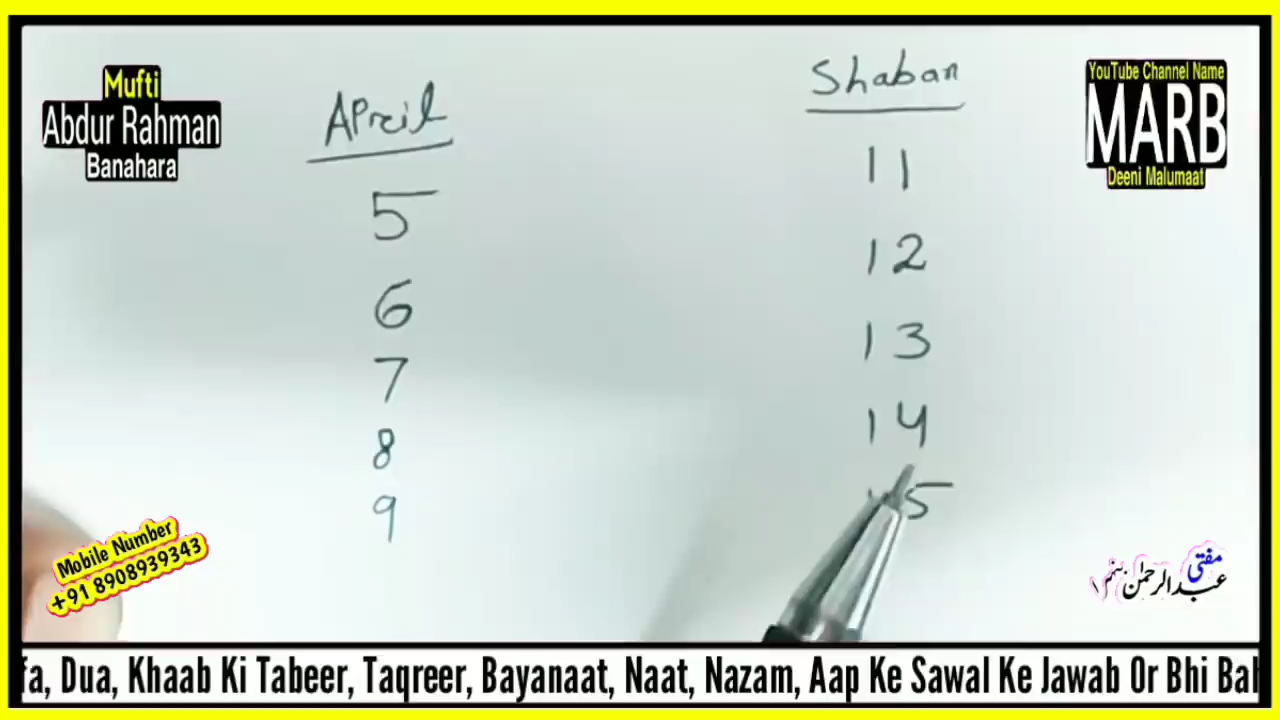 Mufti
Abdur Rahman
Banahara
YouTube Channel Name
MARB
Deeni Malumaat
April
Shaban
5
11
6
12
7
13
8
14
9
15
Mobile Number
+91 8908939343
مفتی
عبدالرحمٰن
fa, Dua, Khaab Ki Tabeer, Taqreer, Bayanaat, Naat, Nazam, Aap Ke Sawal Ke Jawab Or Bhi Bah